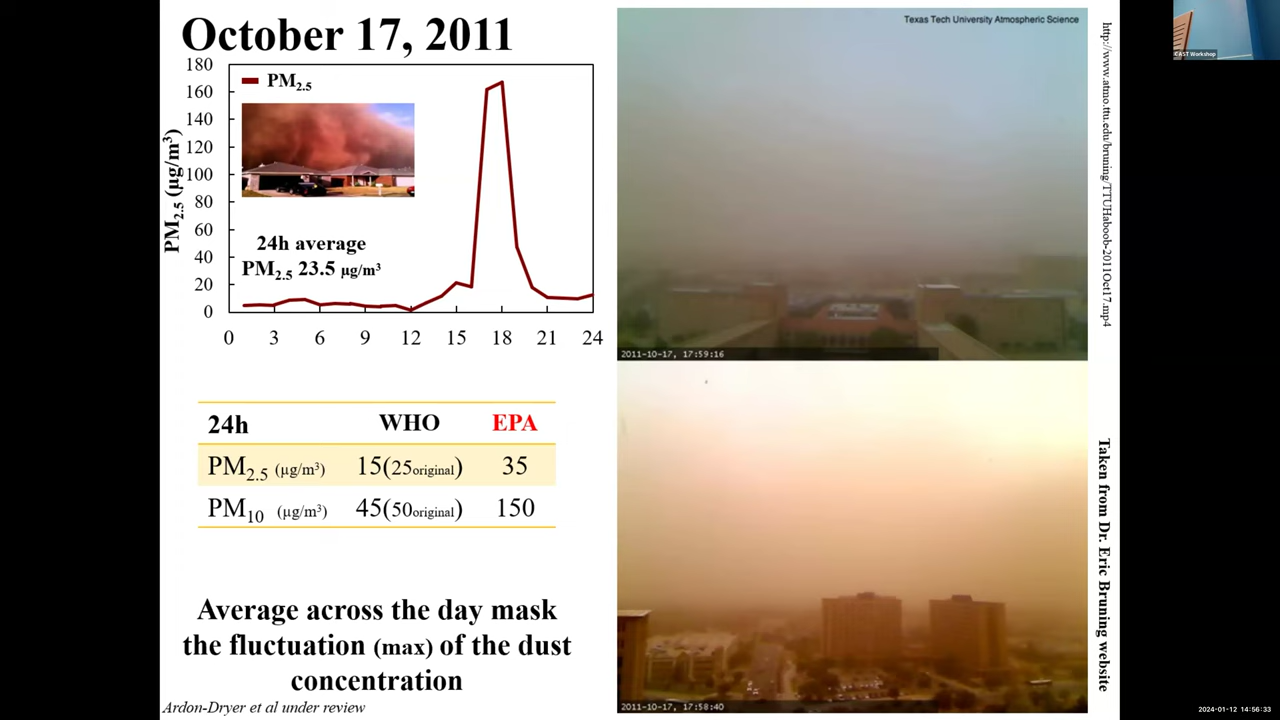 October 17, 2011
180
160
140
120
100
80
60
40
20
0
PM2.5 (µg/m³)
PM2.5
24h average
PM2.5 23.5 µg/m³
0 3 6 9 12 15 18 21 24
24h WHO EPA
PM2.5 (µg/m³) 15(25original) 35
PM10 (µg/m³) 45(50original) 150
Average across the day mask
the fluctuation (max) of the dust
concentration
Ardon-Dryer et al under review
Texas Tech University Atmospheric Science
2011-10-17, 17:59:16
2011-10-17, 17:58:40
http://www.atmo.ttu.edu/bruning/TTUHaboob-2011Oct17.mp4
Taken from Dr. Eric Bruning website
CAST Workshop
2024-01-12 14:56:33